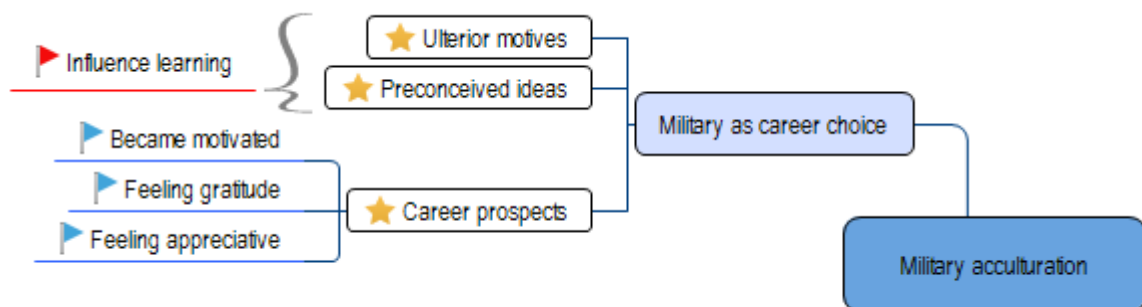 Ulterior motives
Influence learning
Preconceived ideas
Military as career choice
Became motivated
Feeling gratitude
Career prospects
Feeling appreciative
Military acculturation